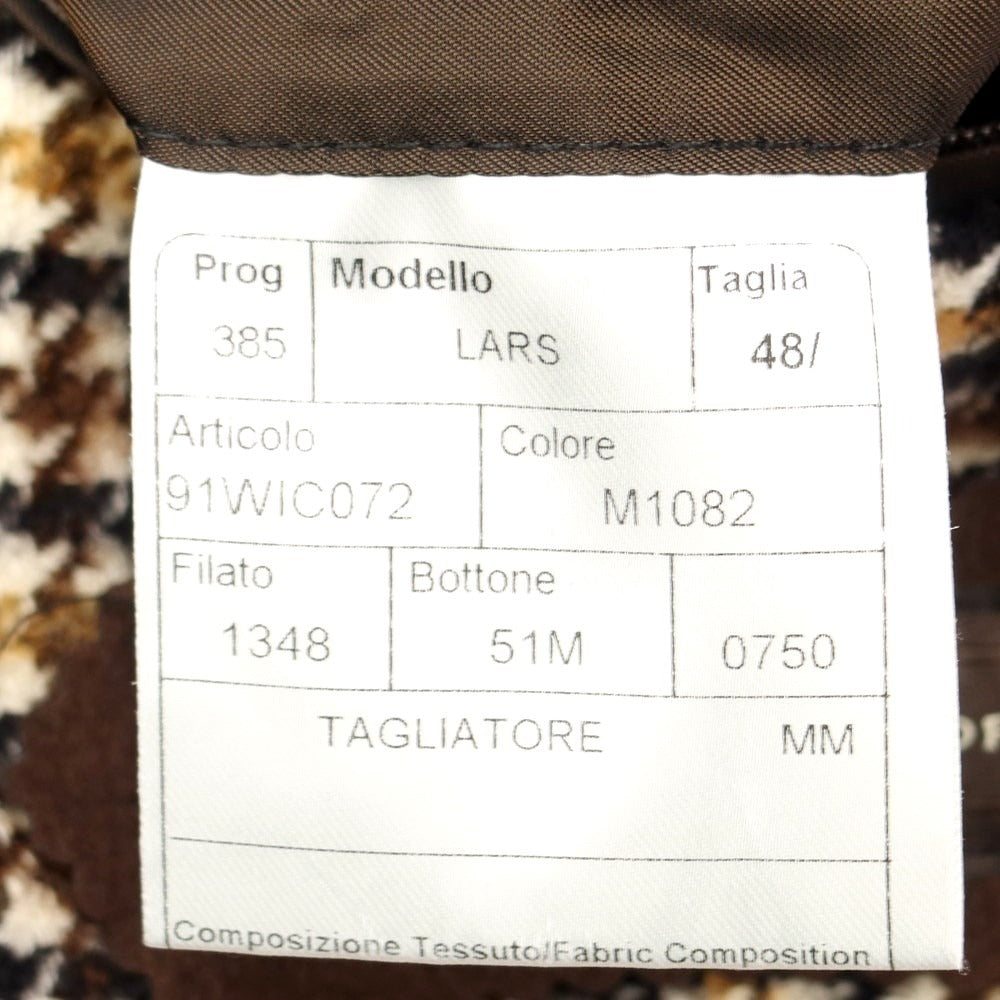 Prog Modello Taglia
385 LARS 48/
Articolo Colore
91WIC072 M1082
Filato Bottone
1348 51M 0750
TAGLIATORE MM
Composizione Tessuto/Fabric Composition